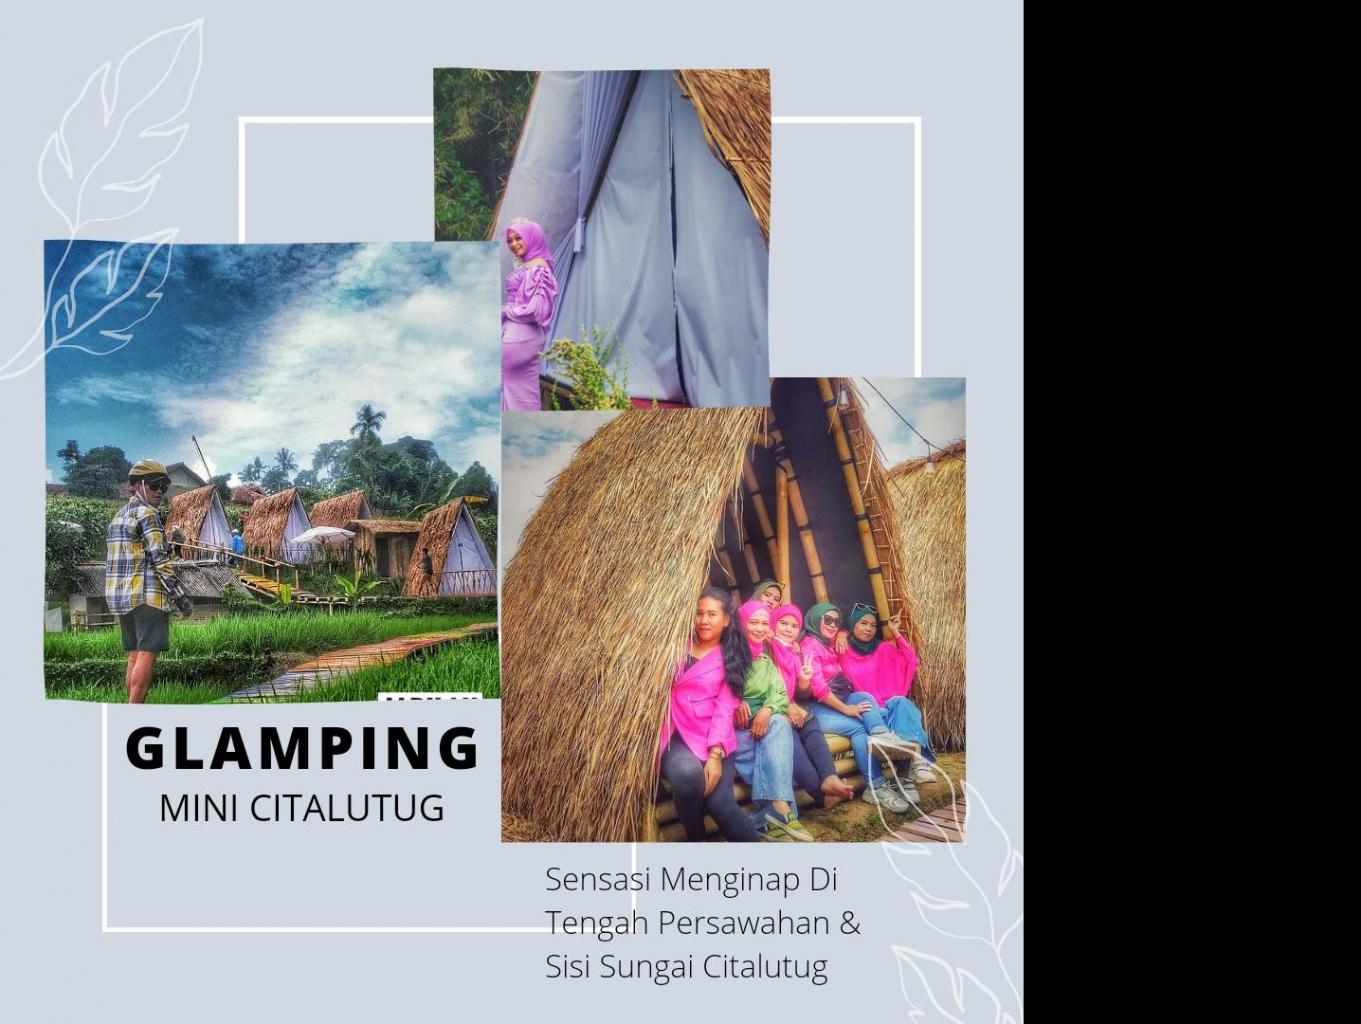 GLAMPING
MINI CITALUTUG
Sensasi Menginap Di
Tengah Persawahan &
Sisi Sungai Citalutug